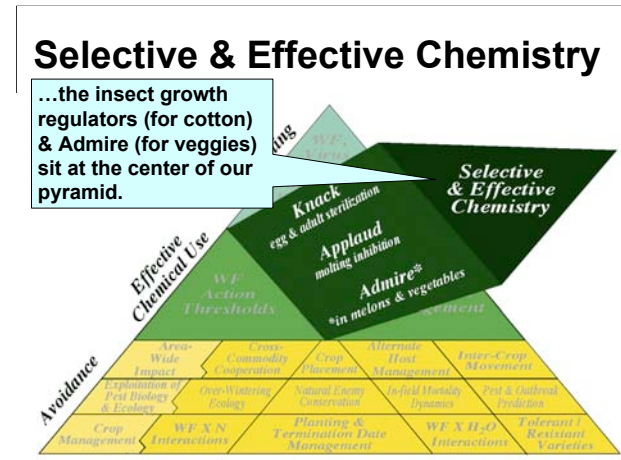 Selective & Effective Chemistry
…the insect growth
regulators (for cotton)
& Admire (for veggies)
sit at the center of our
pyramid.
WF,
Virus
Selective
& Effective
Chemistry
Knack
egg & adult sterilization
Applaud
molting inhibition
Admire*
*in melons & vegetables
Effective
Chemical Use
WF
Action
Thresholds
Avoidance
Area-
Wide
Impact
Cross-
Commodity
Cooperation
Crop
Placement
Alternate
Host
Management
Inter-Crop
Movement
Exploitation of
Pest Biology
& Ecology
Over-Wintering
Ecology
Natural Enemy
Conservation
In-field Mortality
Dynamics
Pest & Outbreak
Prediction
Crop
Management
WF X N
Interactions
Planting &
Termination Date
Management
WF X H2O
Interactions
Tolerant /
Resistant
Varieties